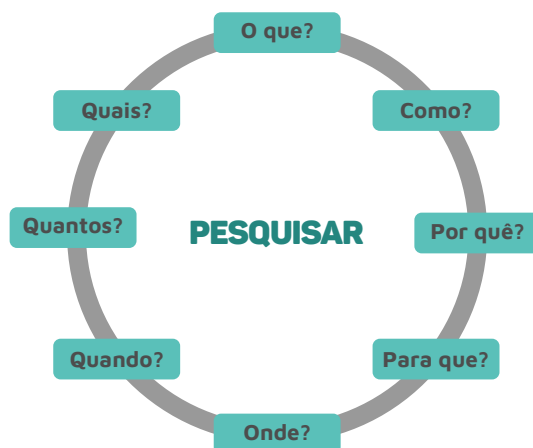 O que?
Quais?
Como?
Quantos?
PESQUISAR
Por quê?
Quando?
Para que?
Onde?